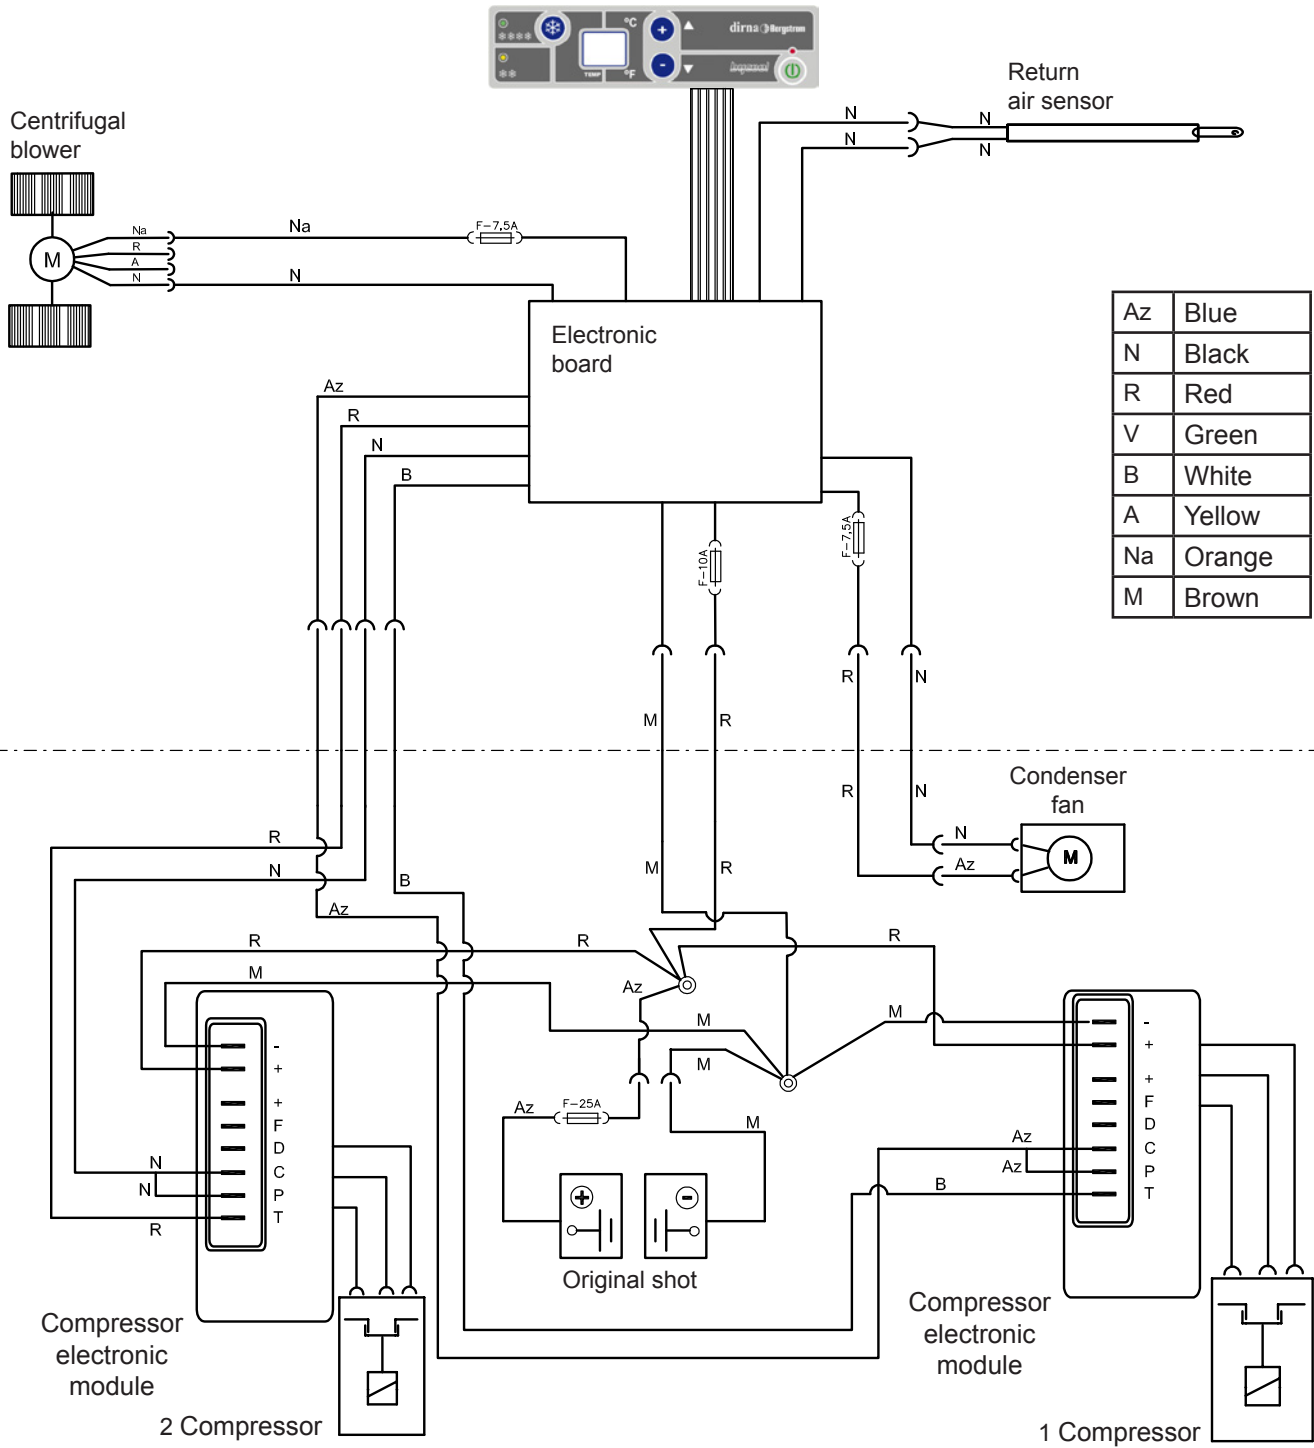 °C
dirna Bergstrom
TEMP
°F
Return
air sensor
Centrifugal
blower
N
N
N
N
Na
R
A
N
M
Na
F-7,5A
N
Electronic
board
Az Blue
N Black
R Red
V Green
B White
A Yellow
Na Orange
M Brown
Az
R
N
B
F-10A
F-7,5A
R
N
M
R
Condenser
fan
R
N
R
N
Az
M
N
B
M
R
Az
R
R
R
M
Az
M
M
M
Az
F-25A
M
-
+
+
F
D
C
P
T
N
N
R
-
+
+
F
D
C
P
T
Az
Az
B
+
-
Original shot
Compressor
electronic
module
2 Compressor
Compressor
electronic
module
1 Compressor